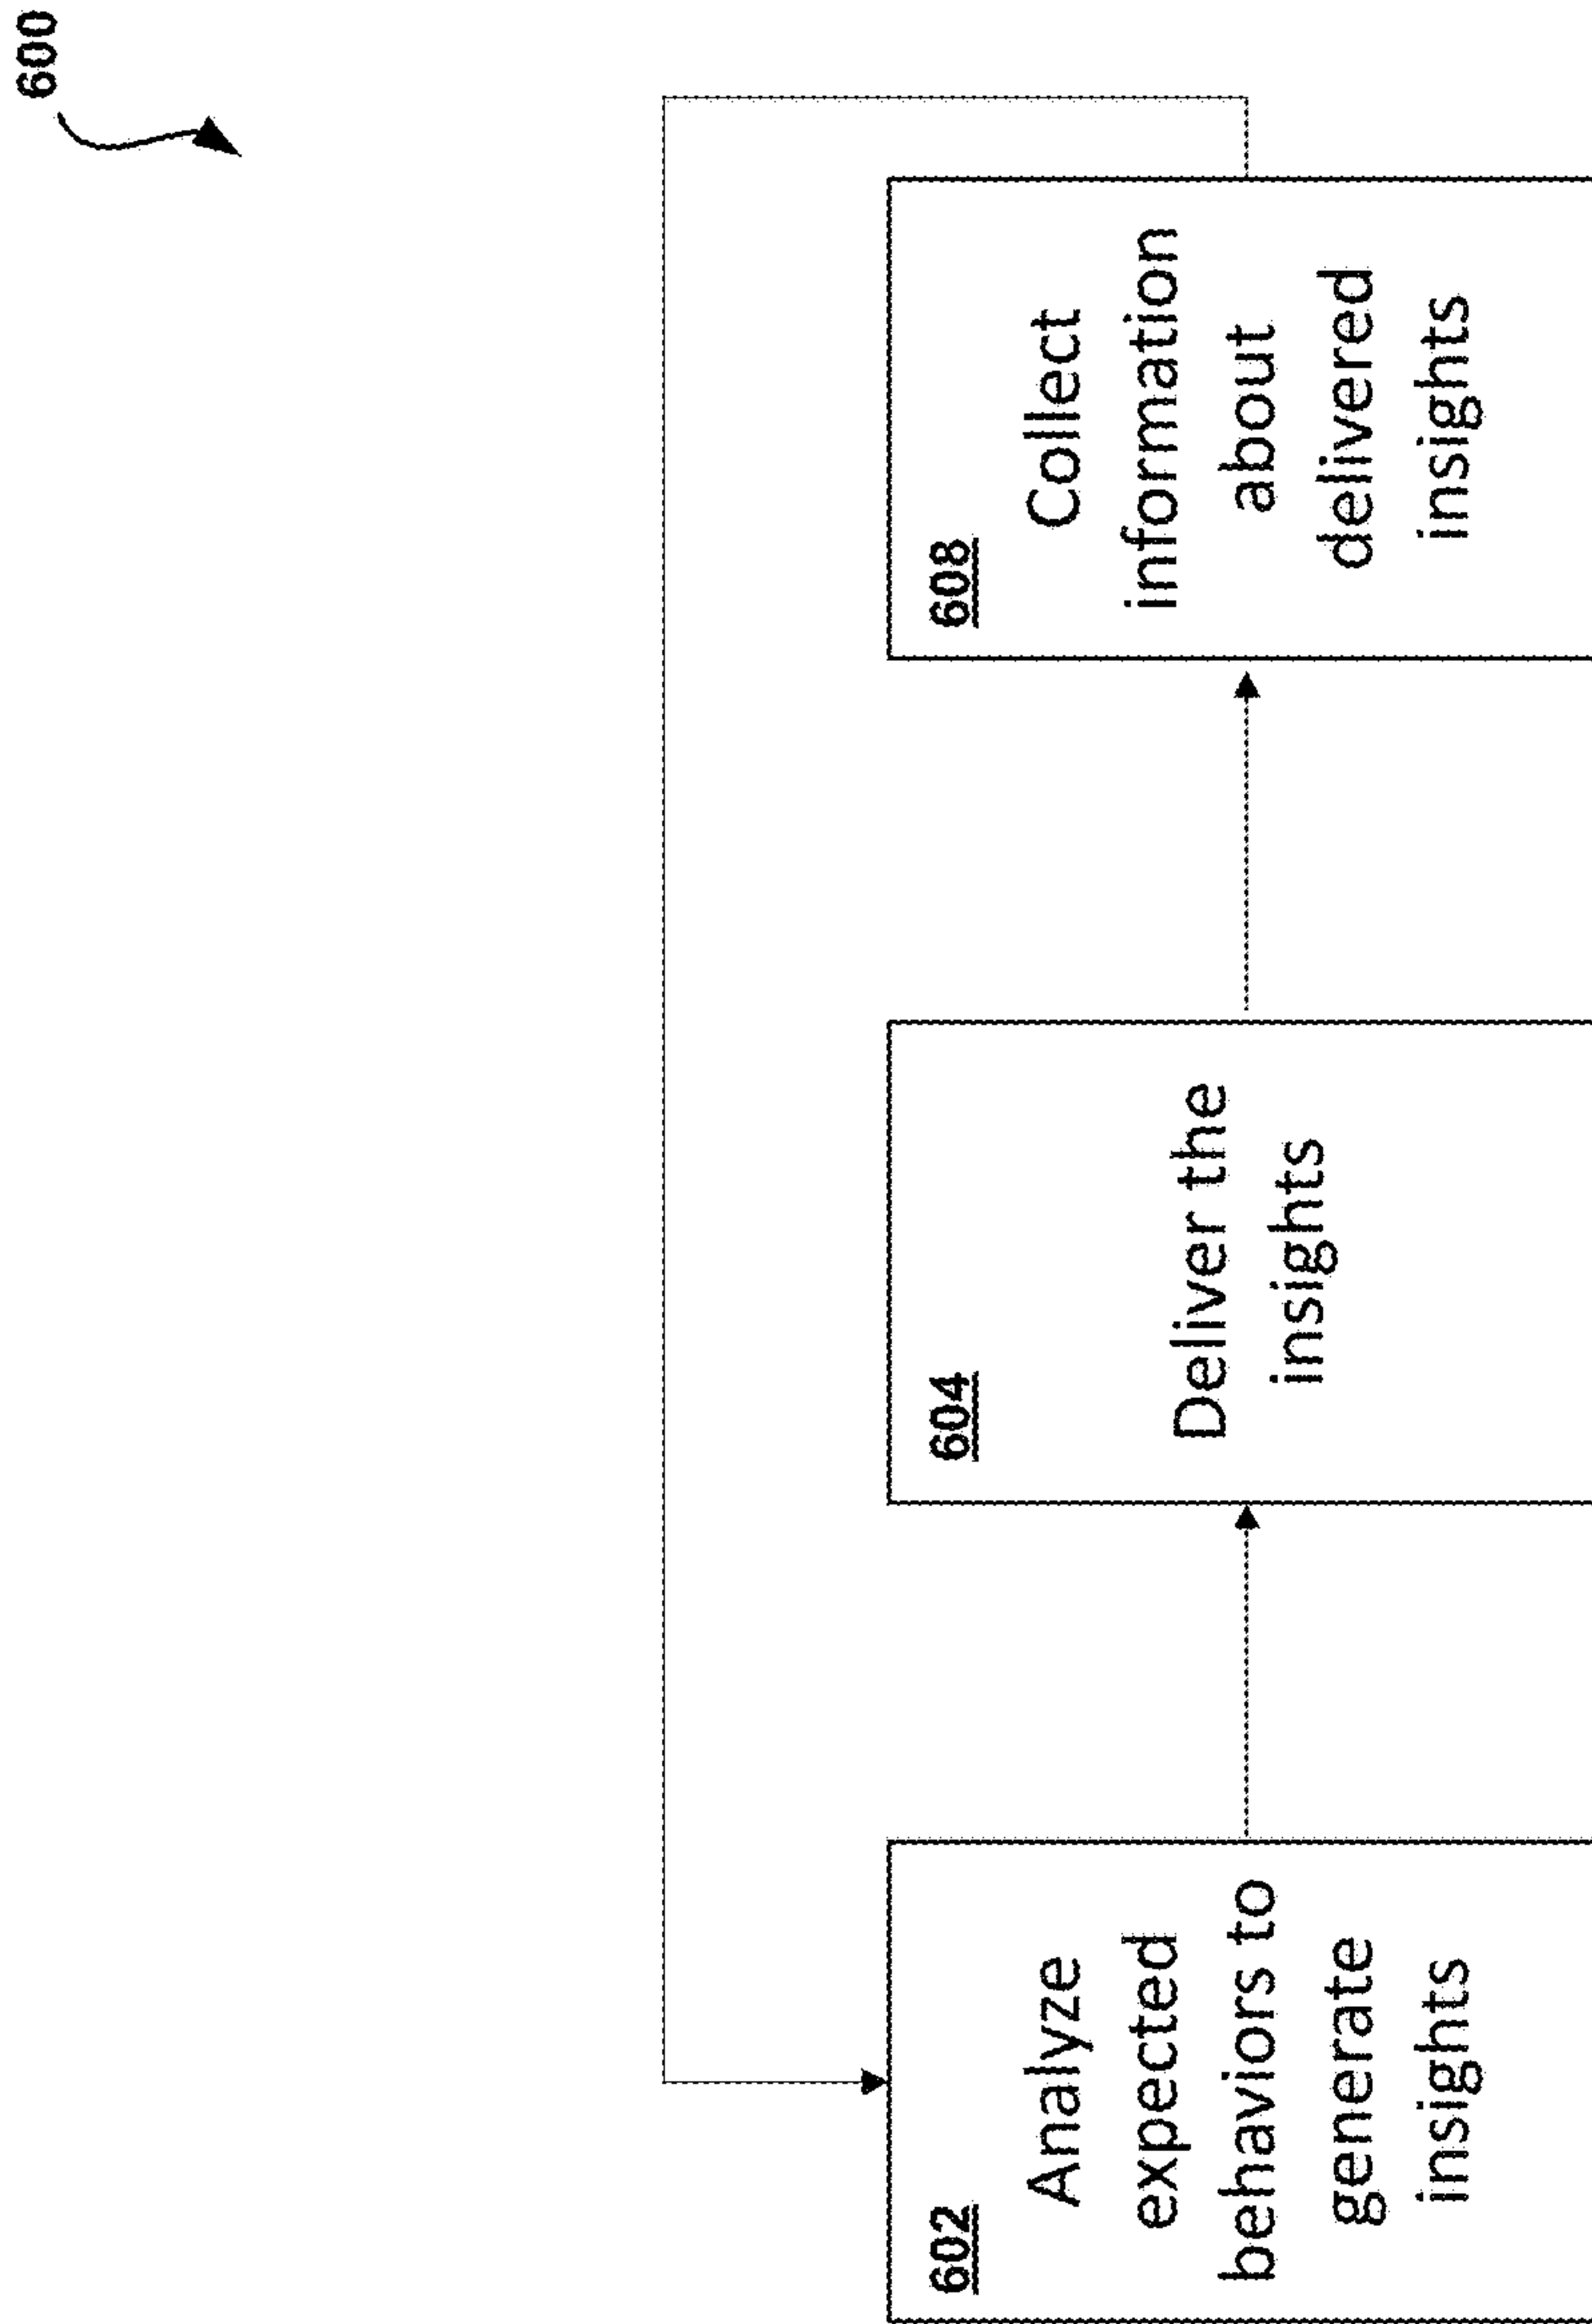 600
602
Analyze
expected
behaviors to
generate
insights
604
Deliver the
insights
608
Collect
information
about
delivered
insights